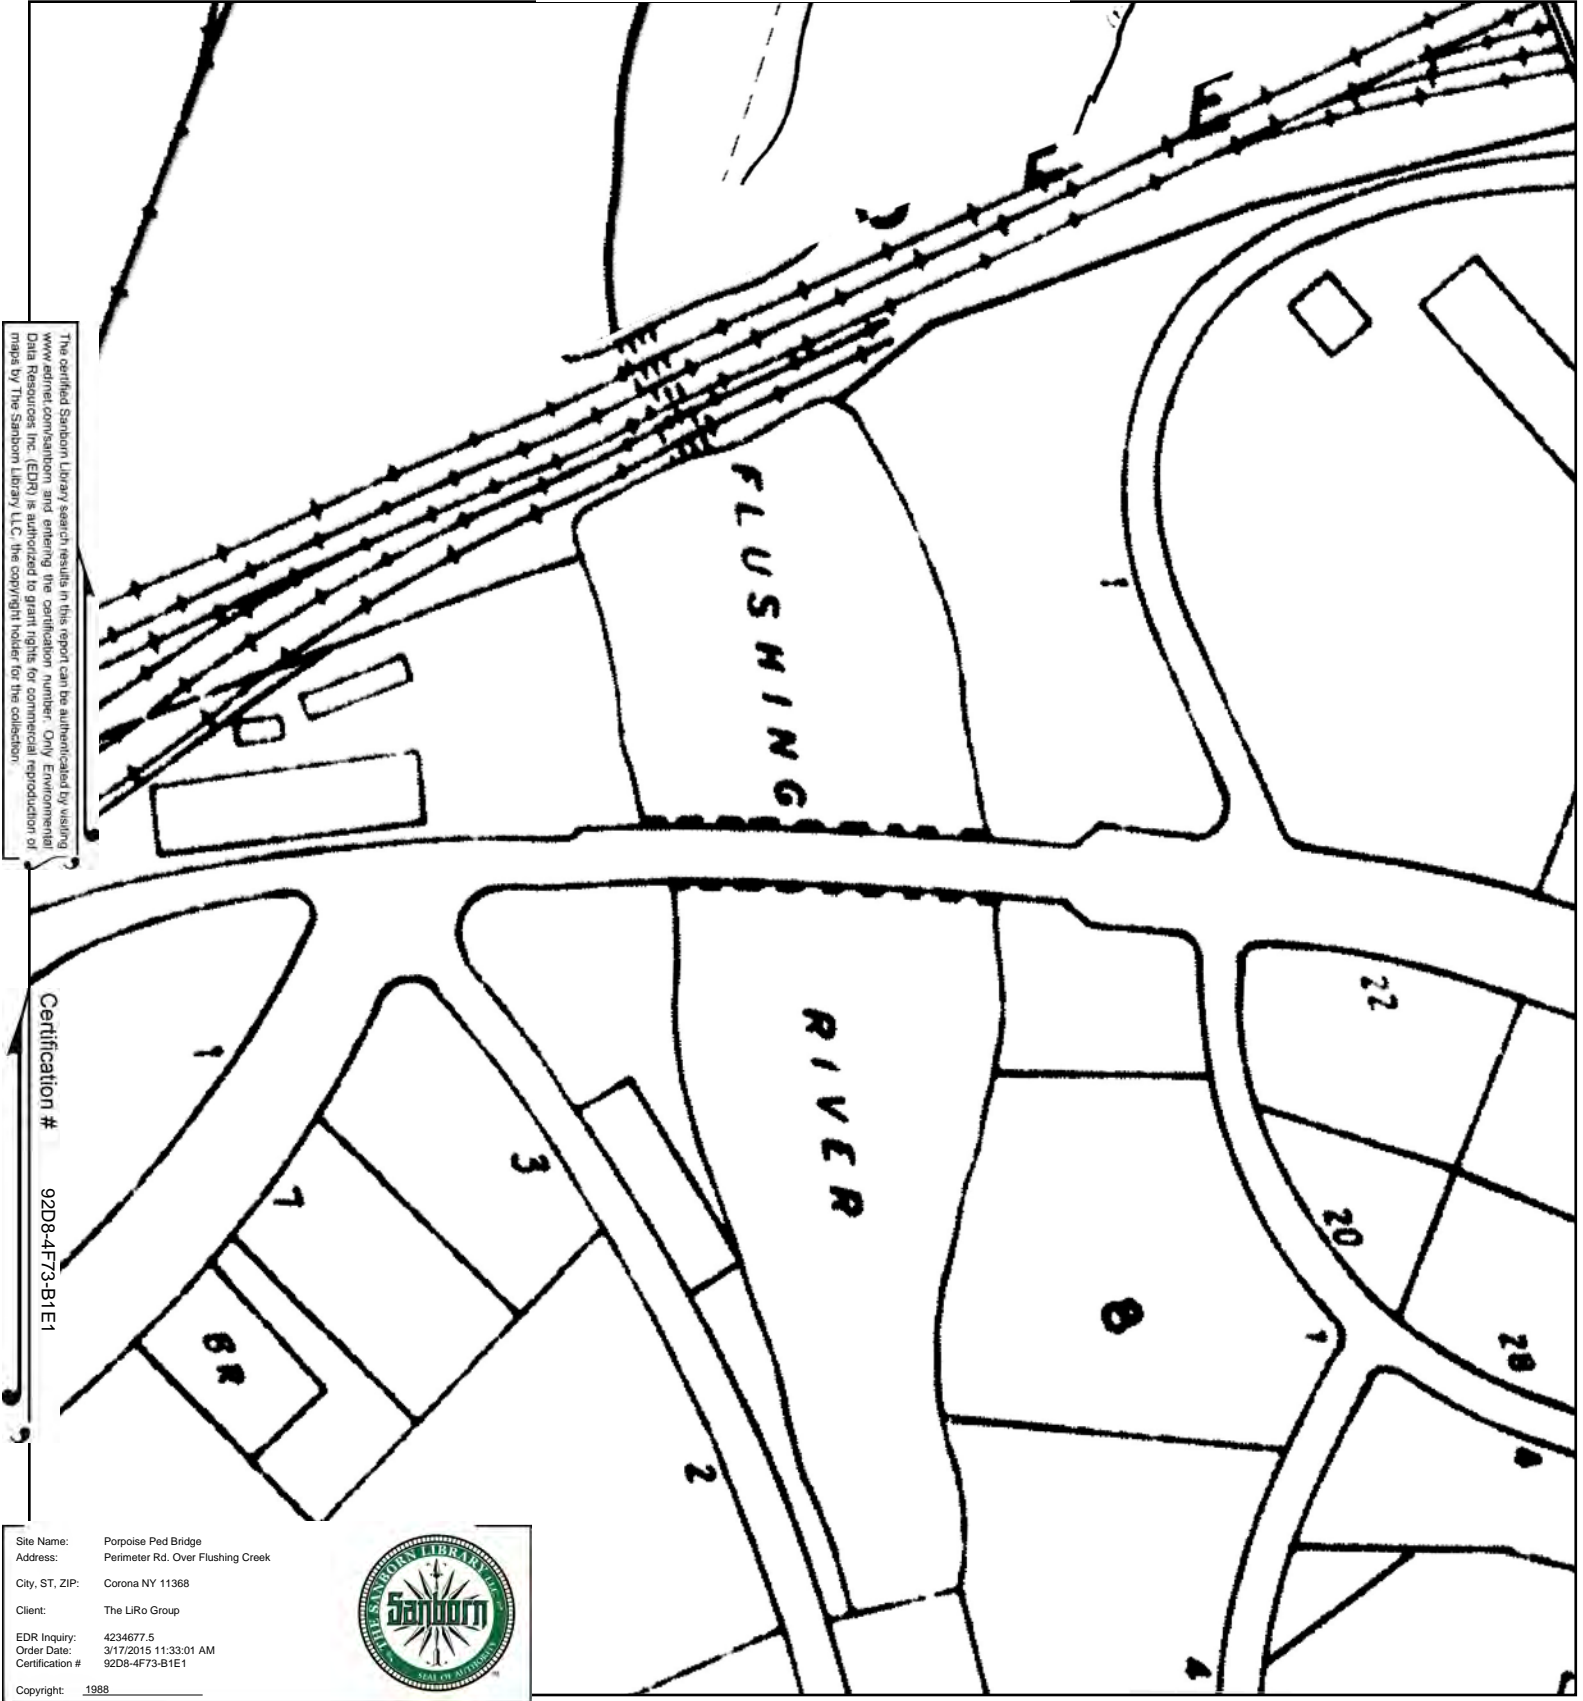 E
E
FLUSHING
RIVER
1
22
20
28
8
1
4
4
1
3
7
BR
2
The certified Sanborn Library search results in this report can be authenticated by visiting
www.edrnet.com/sanborn and entering the certification number. Only Environmental
Data Resources Inc. (EDR) is authorized to grant rights for commercial reproduction of
maps by The Sanborn Library LLC, the copyright holder for the collection.
Certification # 92D8-4F73-B1E1
Site Name: Porpoise Ped Bridge
Address: Perimeter Rd. Over Flushing Creek
City, ST, ZIP: Corona NY 11368
Client: The LiRo Group
EDR Inquiry: 4234677.5
Order Date: 3/17/2015 11:33:01 AM
Certification # 92D8-4F73-B1E1
Copyright: 1988
THE SANBORN LIBRARY, LLC
Sanborn
SEAL OF AUTHORITY